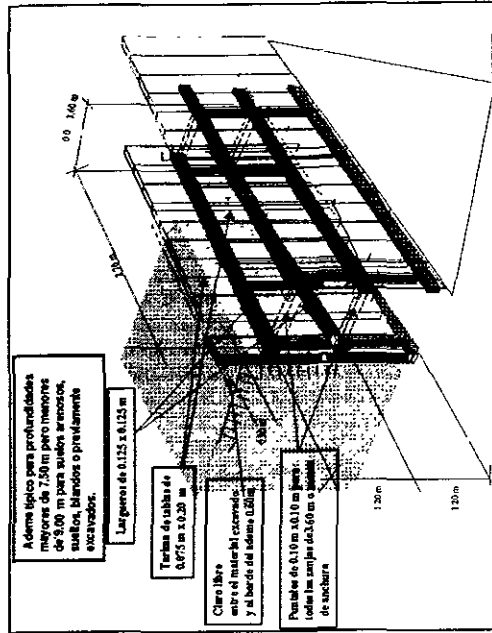 Ademe típico para profundidades
mayores de 7.50 m pero menores
de 9.00 m para suelos arenosos,
sueltos, blandos o previamente
excavados.
Largueros de 0.125 x 0.125 m
Tarima de tablas de
0.075 m x 0.20 m
Claro libre
entre el material excavado
y al borde del ademe 0.60 m
Puntales de 0.10 m x 0.10 m para
todas las zanjas de 3.60 m o
de anchura
3.60 m
1.20 m
1.20 m